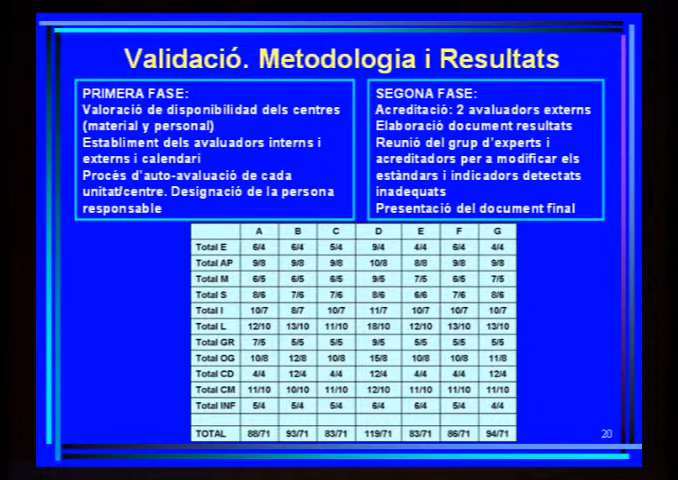 Validació. Metodologia i Resultats
PRIMERA FASE:
Valoració de disponibilidad dels centres
(material y personal)
Establiment dels avaluadors interns i
externs i calendari
Procés d'auto-avaluació de cada
unitat/centre. Designació de la persona
responsable
SEGONA FASE:
Acreditació: 2 avaluadors externs
Elaboració document resultats
Reunió del grup d'experts i
acreditadors per a modificar els
estàndars i indicadors detectats
inadequats
Presentació del document final
A B C D E F G
Total E 6/4 6/4 5/4 9/4 4/4 6/4 4/4
Total AP 9/8 9/8 9/8 10/8 8/8 9/8 9/8
Total M 6/5 6/5 6/5 9/5 7/5 6/5 7/5
Total S 8/6 7/6 7/6 8/6 6/6 7/6 8/6
Total I 10/7 8/7 10/7 11/7 10/7 10/7 10/7
Total L 12/10 13/10 11/10 18/10 12/10 13/10 13/10
Total GR 7/5 5/5 5/5 9/5 5/5 5/5 5/5
Total OG 10/8 12/8 10/8 15/8 10/8 10/8 11/8
Total CD 4/4 12/4 4/4 12/4 4/4 4/4 12/4
Total CM 11/10 10/10 11/10 12/10 11/10 11/10 11/10
Total INF 5/4 5/4 5/4 6/4 6/4 5/4 4/4
TOTAL 88/71 93/71 83/71 119/71 83/71 86/71 94/71
20